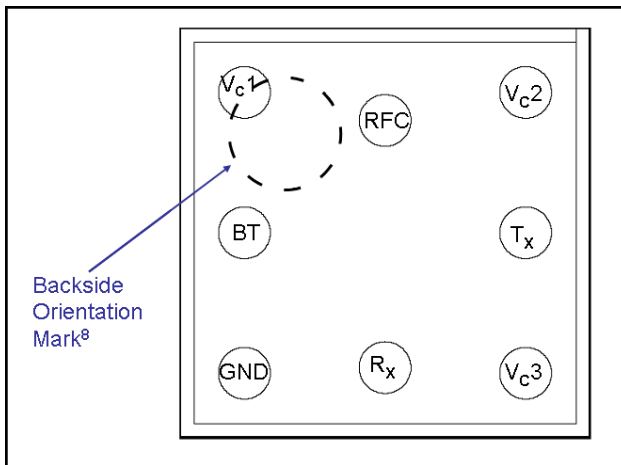 Vc1
RFC
Vc2
BT
Tx
Backside
Orientation
Mark⁸
GND
Rx
Vc3